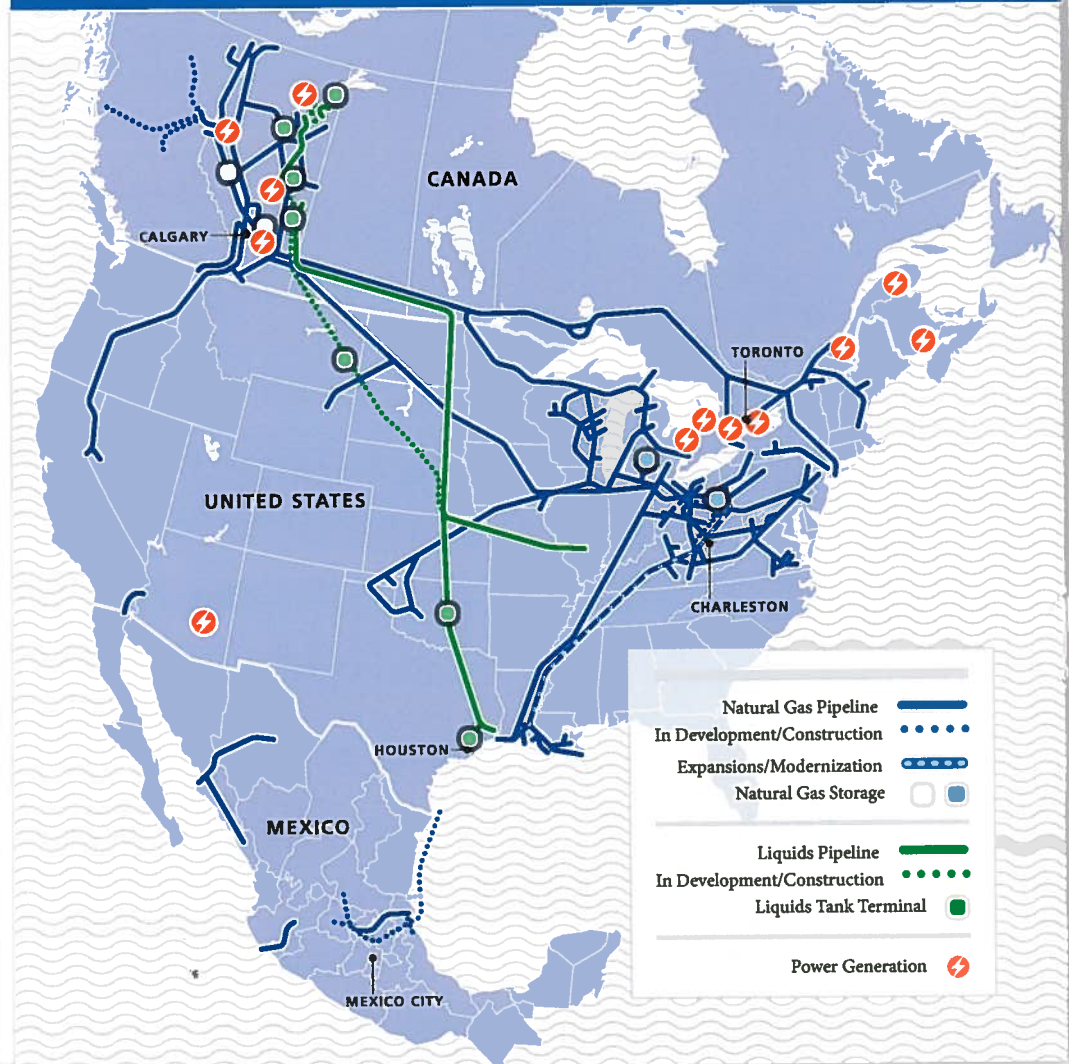 CANADA
CALGARY
TORONTO
UNITED STATES
CHARLESTON
HOUSTON
MEXICO
MEXICO CITY
Natural Gas Pipeline
In Development/Construction
Expansions/Modernization
Natural Gas Storage
Liquids Pipeline
In Development/Construction
Liquids Tank Terminal
Power Generation